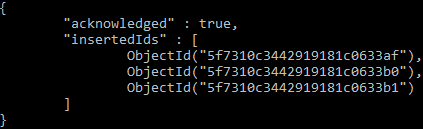 {
        "acknowledged" : true,
        "insertedIds" : [
                ObjectId("5f7310c3442919181c0633af"),
                ObjectId("5f7310c3442919181c0633b0"),
                ObjectId("5f7310c3442919181c0633b1")
        ]
}